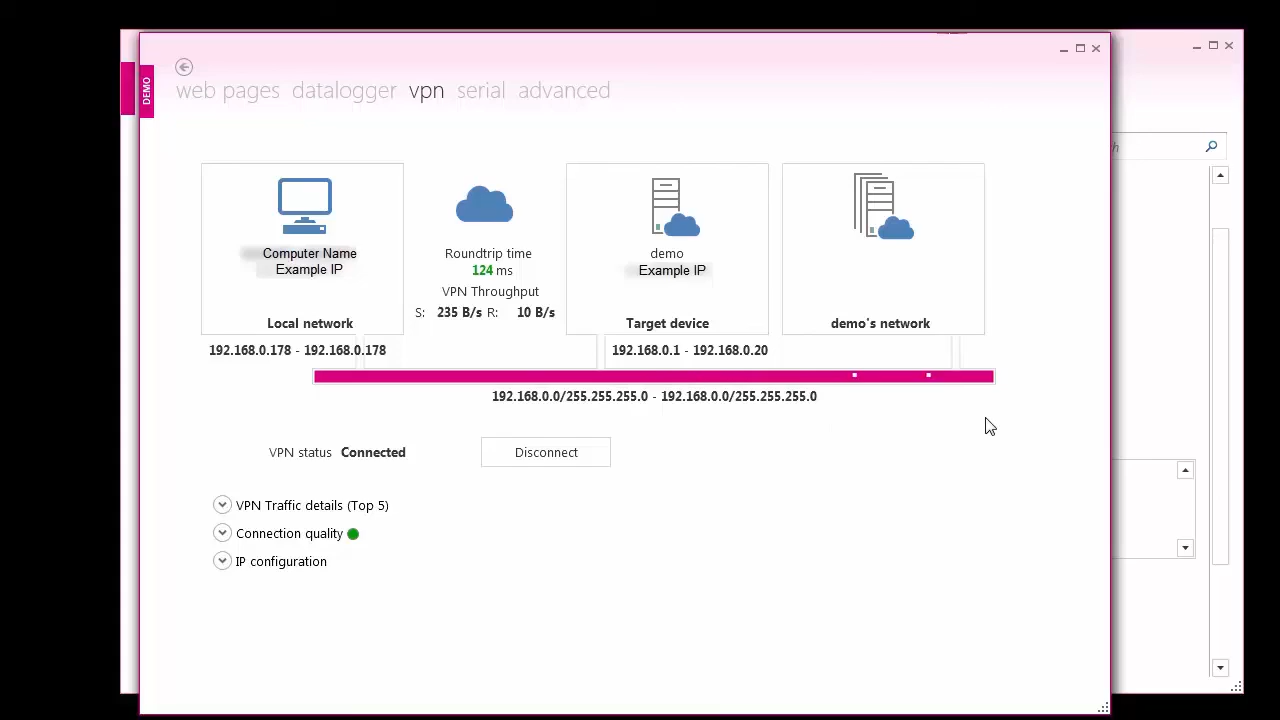 DEMO
web pages datalogger vpn serial advanced
Computer Name
Example IP
Local network
Roundtrip time
124 ms
VPN Throughput
S: 235 B/s R: 10 B/s
demo
Example IP
Target device
demo's network
192.168.0.178 - 192.168.0.178
192.168.0.1 - 192.168.0.20
192.168.0.0/255.255.255.0 - 192.168.0.0/255.255.255.0
VPN status Connected
Disconnect
VPN Traffic details (Top 5)
Connection quality
IP configuration